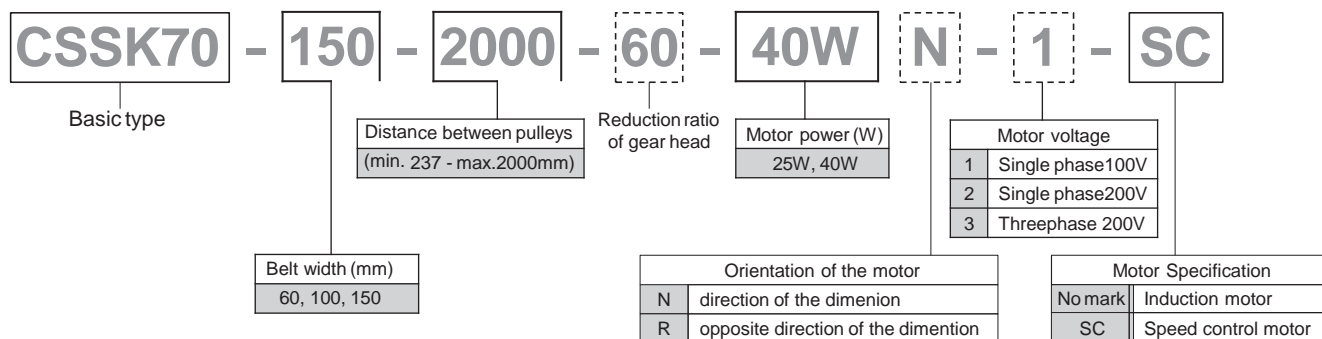 CSSK70 - 150 - 2000 - 60 - 40W N - 1 - SC
Basic type
Distance between pulleys
(min. 237 - max.2000mm)
Reduction ratio
of gear head
Motor power (W)
25W, 40W
Motor voltage
1 Single phase100V
2 Single phase200V
3 Threephase 200V
Belt width (mm)
60, 100, 150
Orientation of the motor
N direction of the dimenion
R opposite direction of the dimention
Motor Specification
No mark Induction motor
SC Speed control motor